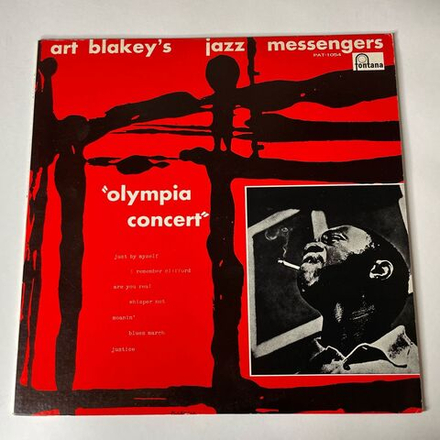 art blakey's jazz messengers
PAT-1054
fontana
"olympia
concert"
just by myself
i remember clifford
are you real
whisper not
moanin'
blues march
justice